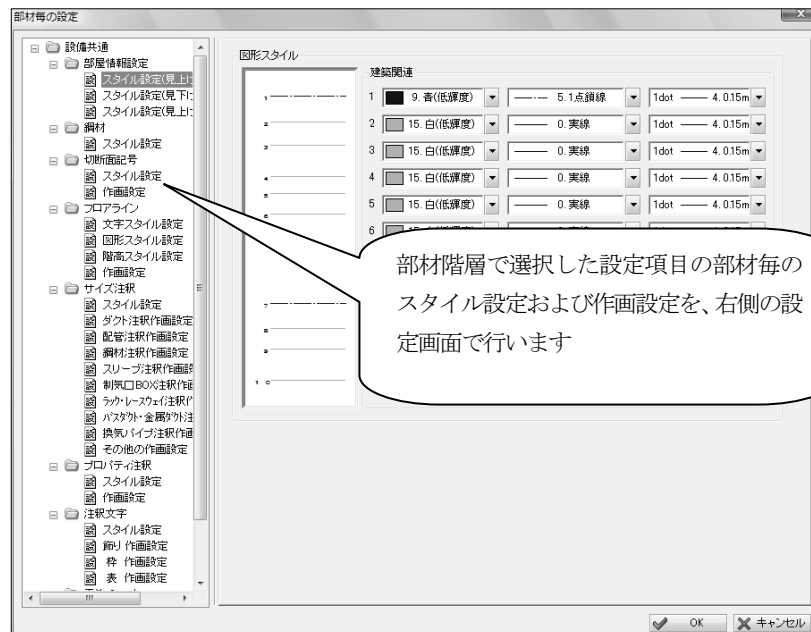 部材毎の設定
設備共通
部屋情報設定
スタイル設定(見上げ
スタイル設定(見下げ
スタイル設定(見上げ
鋼材
スタイル設定
切断面記号
スタイル設定
作画設定
フロアライン
文字スタイル設定
図形スタイル設定
階高スタイル設定
作画設定
サイズ注釈
スタイル設定
ダクト注釈作画設定
配管注釈作画設定
鋼材注釈作画設定
スリーブ注釈作画設
制気口BOX注釈作画
ラック・レースウェイ注釈作
バスダクト・金属ダクト注
換気パイプ注釈作画
その他の作画設定
プロパティ注釈
スタイル設定
作画設定
注釈文字
スタイル設定
飾り 作画設定
枠 作画設定
表 作画設定
図形スタイル
1
2
3
4
5
6
7
8
9
10
建築関連
1 9. 青(低輝度) 5. 1点鎖線 1dot 4. 0.15m
2 15. 白(低輝度) 0. 実線 1dot 4. 0.15m
3 15. 白(低輝度) 0. 実線 1dot 4. 0.15m
4 15. 白(低輝度) 0. 実線 1dot 4. 0.15m
5 15. 白(低輝度) 0. 実線 1dot 4. 0.15m
6
部材階層で選択した設定項目の部材毎の
スタイル設定および作画設定を、右側の設
定画面で行います
OK キャンセル